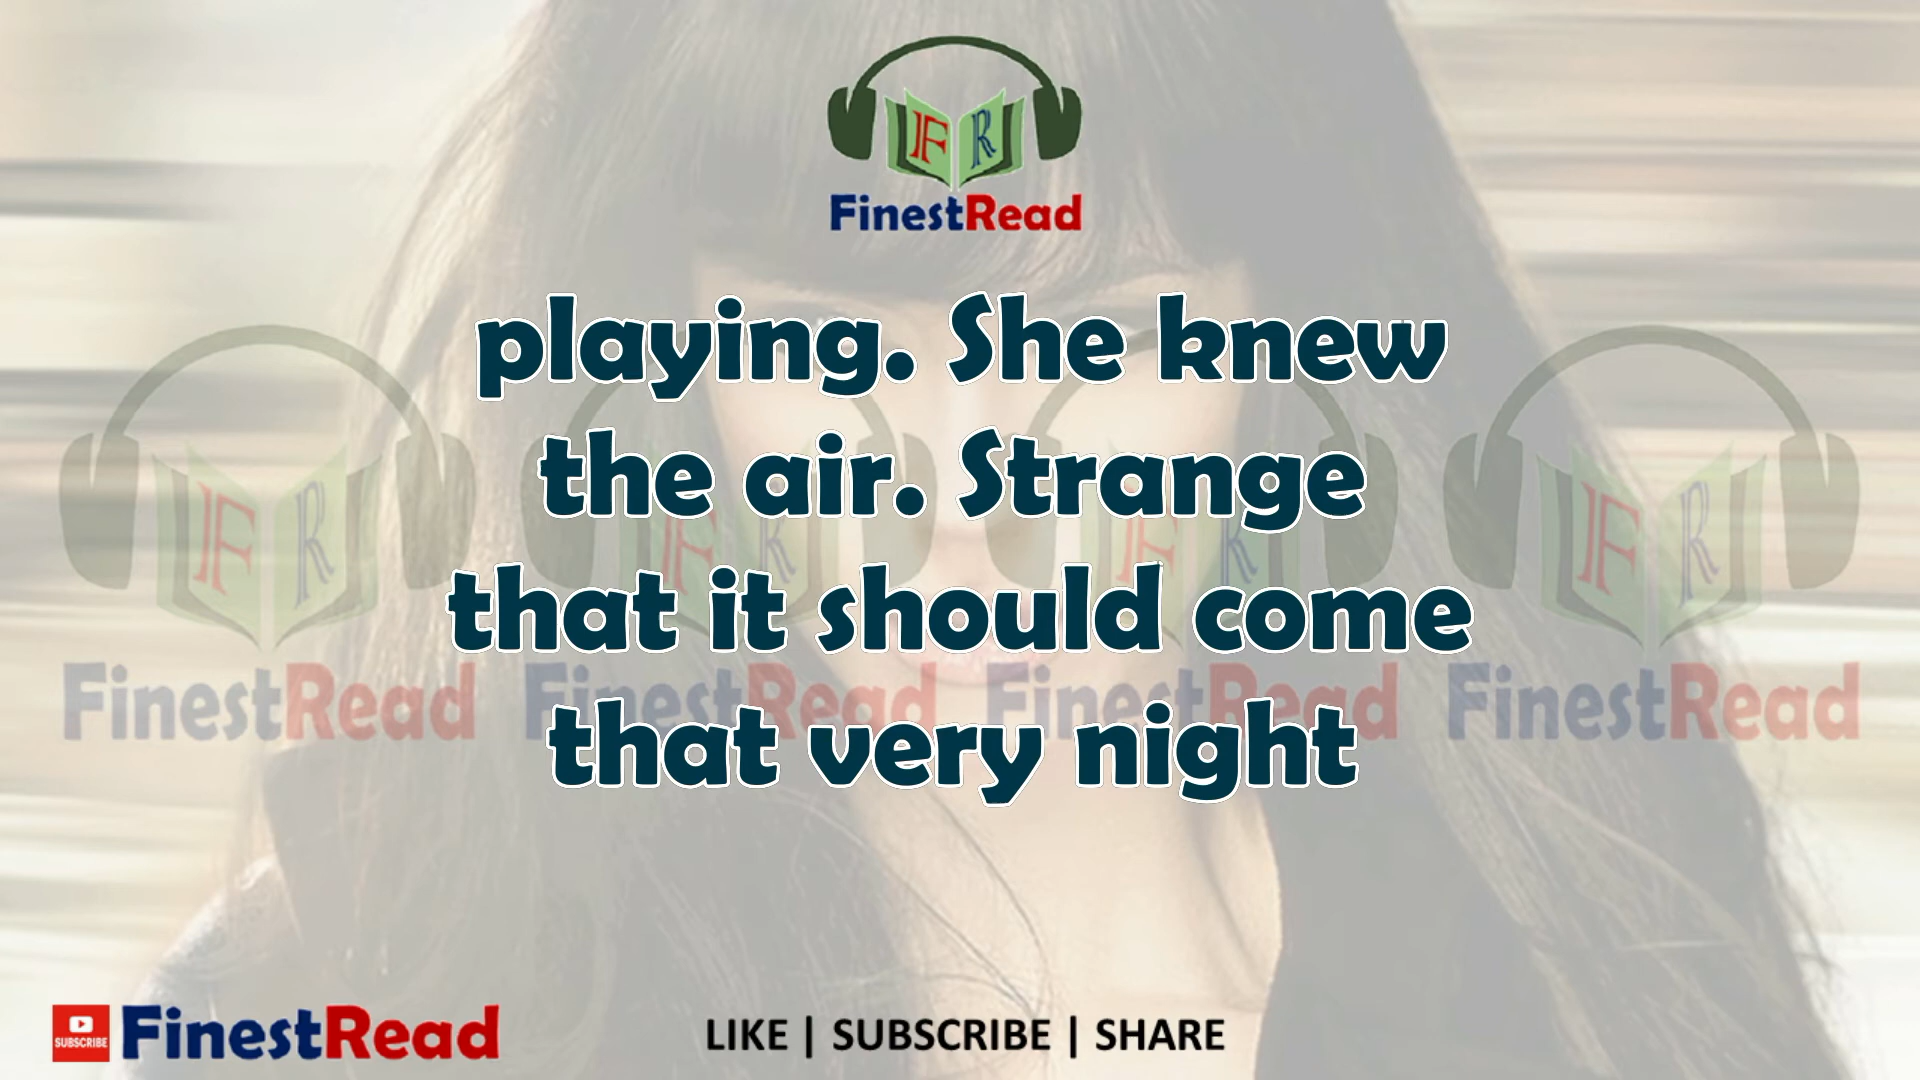 F R
FinestRead
playing. She knew
the air. Strange
that it should come
that very night
F R F R F R F R
FinestRead FinestRead FinestRead FinestRead
SUBSCRIBE FinestRead LIKE | SUBSCRIBE | SHARE